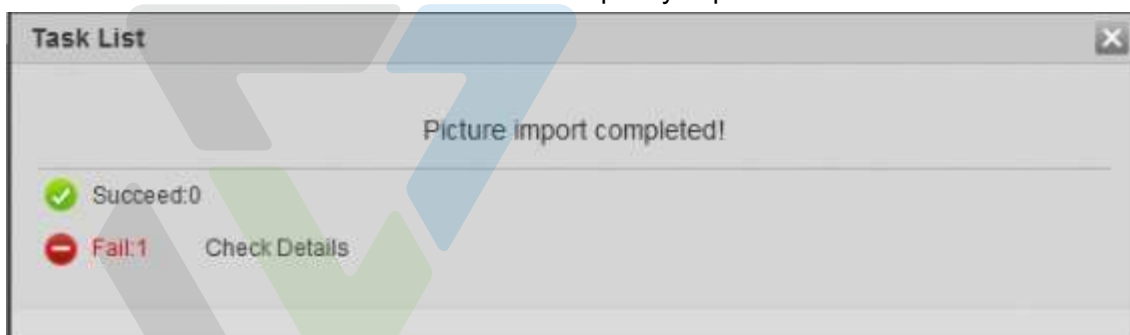 Task List
Picture import completed!
Succeed:0
Fail:1 Check Details